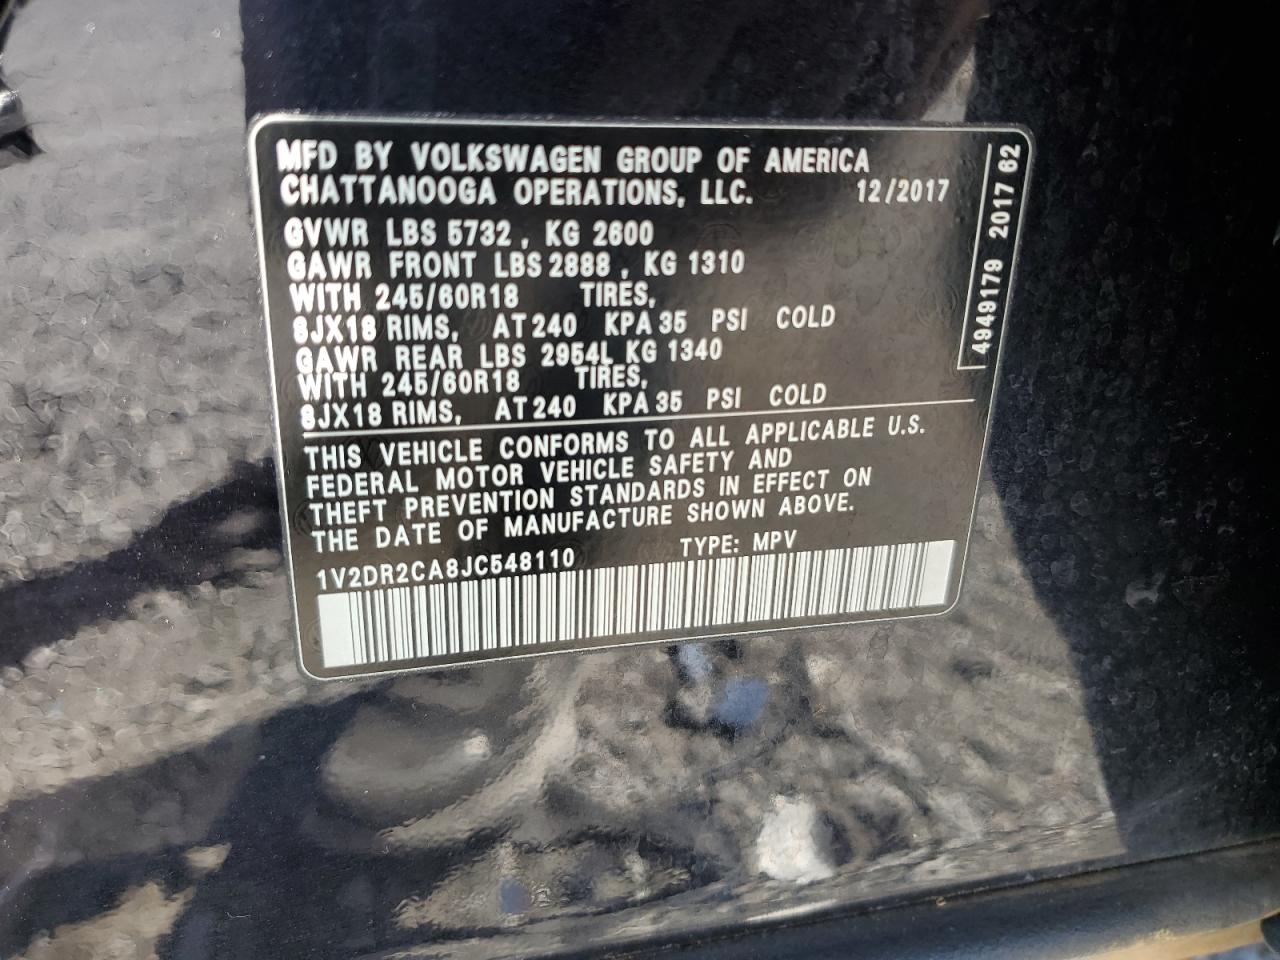 MFD BY VOLKSWAGEN GROUP OF AMERICA
CHATTANOOGA OPERATIONS, LLC. 12/2017
GVWR LBS 5732, KG 2600
GAWR FRONT LBS 2888, KG 1310
WITH 245/60R18 TIRES,
8JX18 RIMS, AT 240 KPA 35 PSI COLD
GAWR REAR LBS 2954L KG 1340
WITH 245/60R18 TIRES,
8JX18 RIMS, AT 240 KPA 35 PSI COLD
THIS VEHICLE CONFORMS TO ALL APPLICABLE U.S.
FEDERAL MOTOR VEHICLE SAFETY AND
THEFT PREVENTION STANDARDS IN EFFECT ON
THE DATE OF MANUFACTURE SHOWN ABOVE.
1V2DR2CA8JC548110 TYPE: MPV
4949179 2017 62